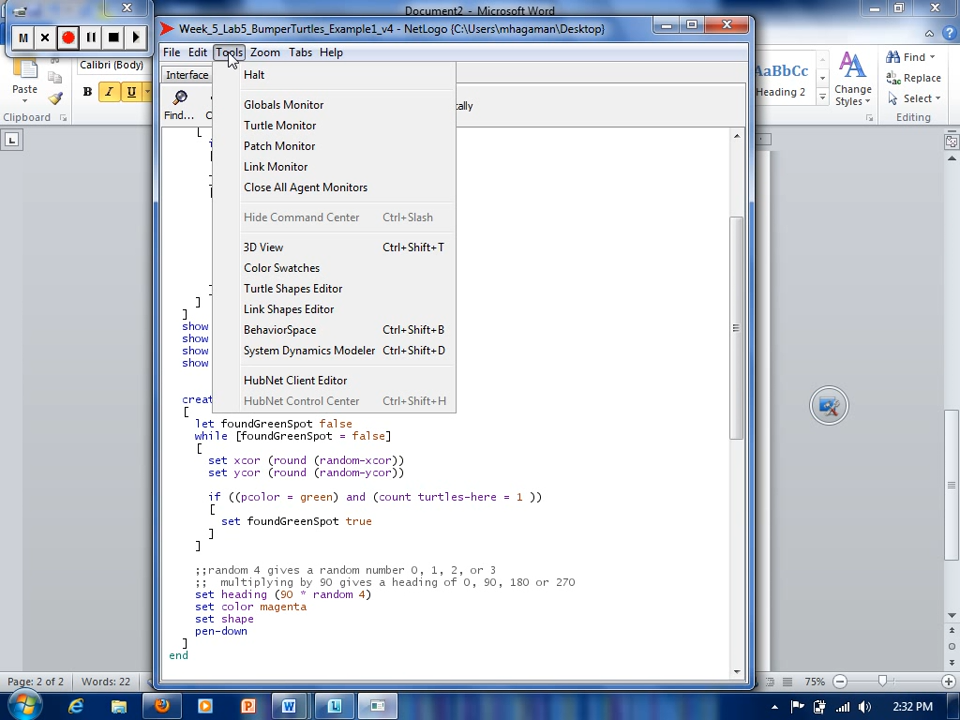 Document2 - Microsoft Word
Week_5_Lab5_BumperTurtles_Example1_v4 - NetLogo {C:\Users\mhagaman\Desktop}
M
File Edit Tools Zoom Tabs Help
Calibri (Body)
Paste
B I U
Clipboard
Interface
Find...
Halt
Globals Monitor
Turtle Monitor
Patch Monitor
Link Monitor
Close All Agent Monitors
Hide Command Center Ctrl+Slash
3D View Ctrl+Shift+T
Color Swatches
Turtle Shapes Editor
Link Shapes Editor
BehaviorSpace Ctrl+Shift+B
System Dynamics Modeler Ctrl+Shift+D
HubNet Client Editor
HubNet Control Center Ctrl+Shift+H
AaBbCc
Heading 2
Change
Styles
Find
Replace
Select
Editing
[
]
]
show
show
show
show
[
let foundGreenSpot false
while [foundGreenSpot = false]
[
set xcor (round (random-xcor))
set ycor (round (random-ycor))
if ((pcolor = green) and (count turtles-here = 1 ))
[
set foundGreenSpot true
]
]
;;random 4 gives a random number 0, 1, 2, or 3
;; multiplying by 90 gives a heading of 0, 90, 180 or 270
set heading (90 * random 4)
set color magenta
set shape
pen-down
]
end
Page: 2 of 2 Words: 22
75%
2:32 PM